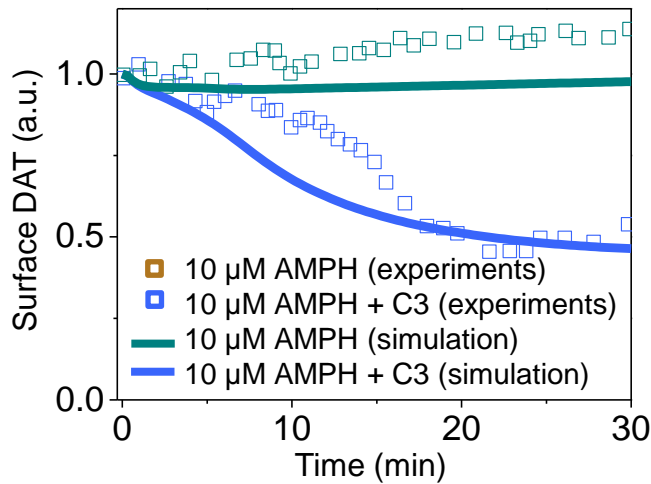 Surface DAT (a.u.)
1.0
0.5
0.0
10 µM AMPH (experiments)
10 µM AMPH + C3 (experiments)
10 µM AMPH (simulation)
10 µM AMPH + C3 (simulation)
0 10 20 30
Time (min)